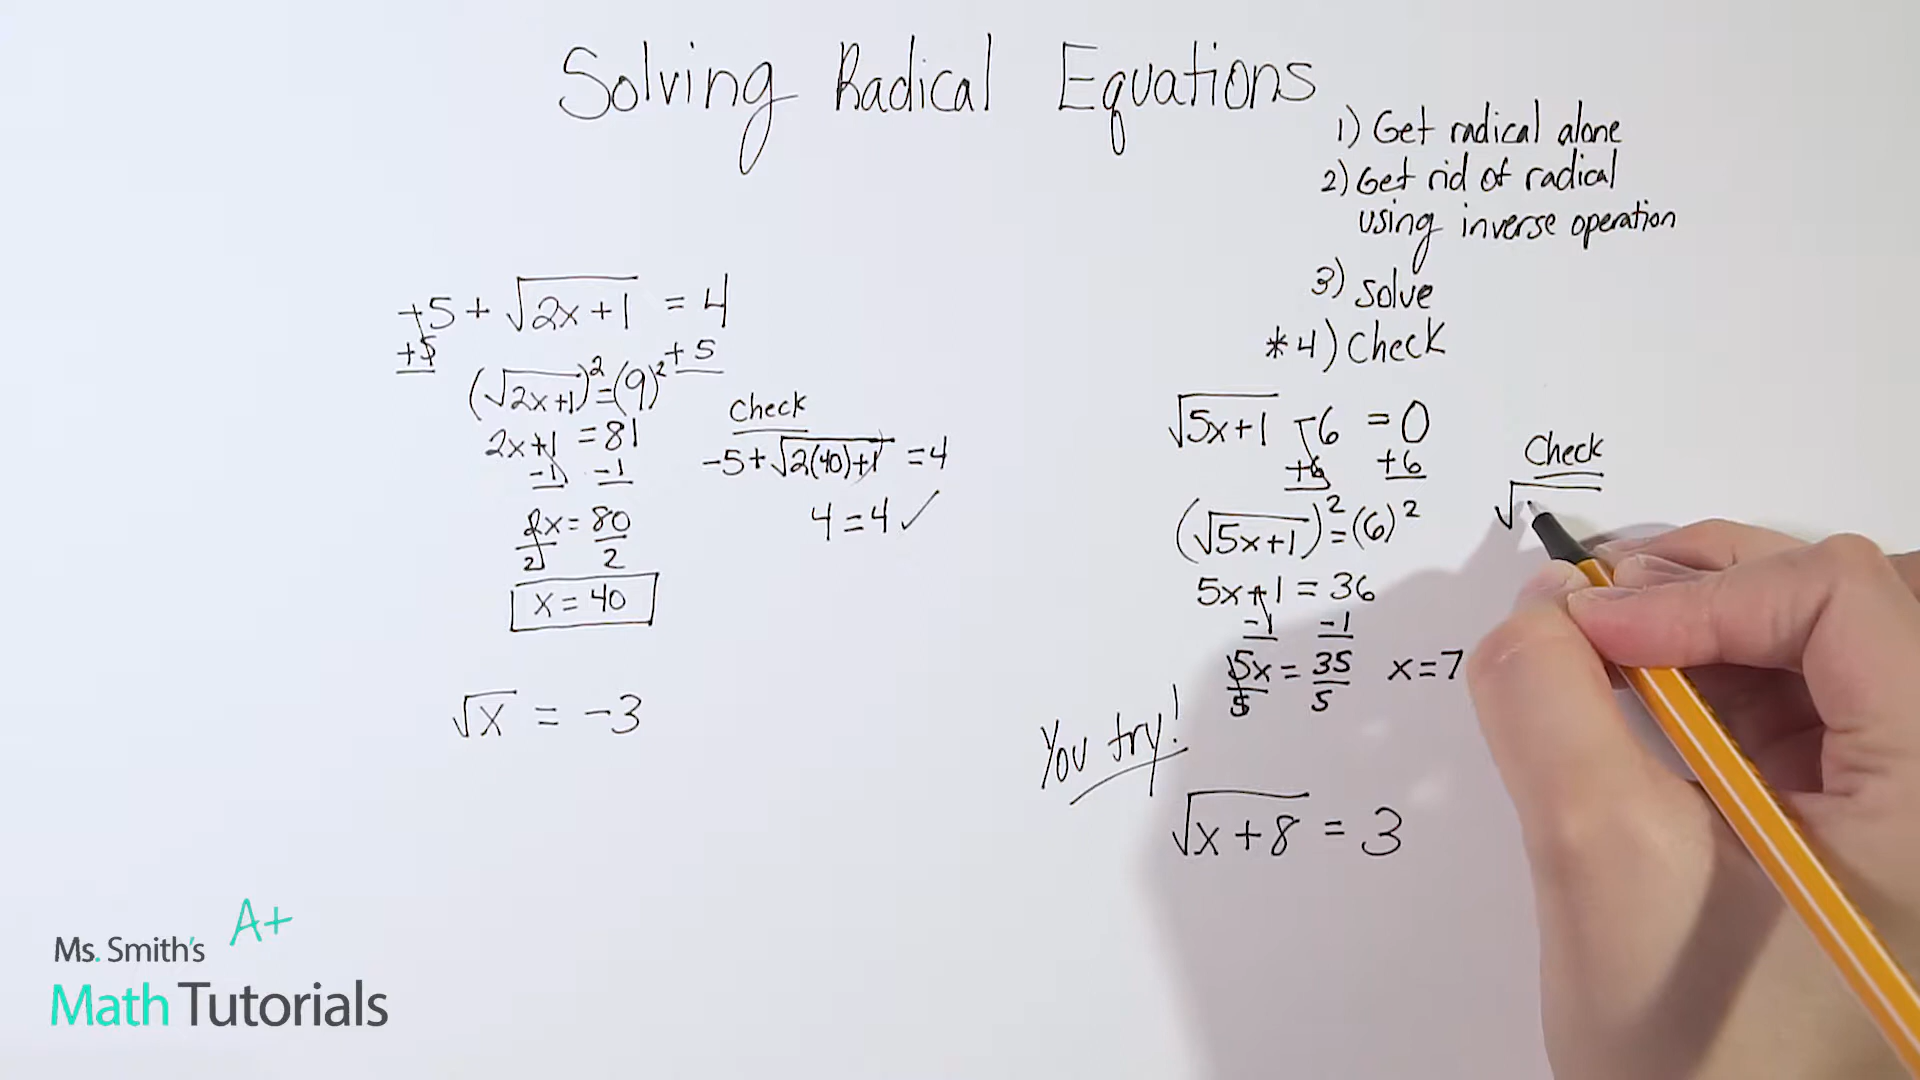 Solving Radical Equations
1) Get radical alone
2) Get rid of radical
using inverse operation
3) Solve
*4) Check
-5 + √2x+1 = 4
+5 +5
(√2x+1)² = (9)²
2x+1 = 81
-1 -1
2x = 80
2 2
x = 40
Check
-5+√2(40)+1 = 4
4 = 4 ✓
√x = -3
√5x+1 -6 = 0
+6 +6
(√5x+1)² = (6)²
5x+1 = 36
-1 -1
5x = 35 x = 7
5 5
Check
√
You try!
√x+8 = 3
Ms. Smith's A+
Math Tutorials